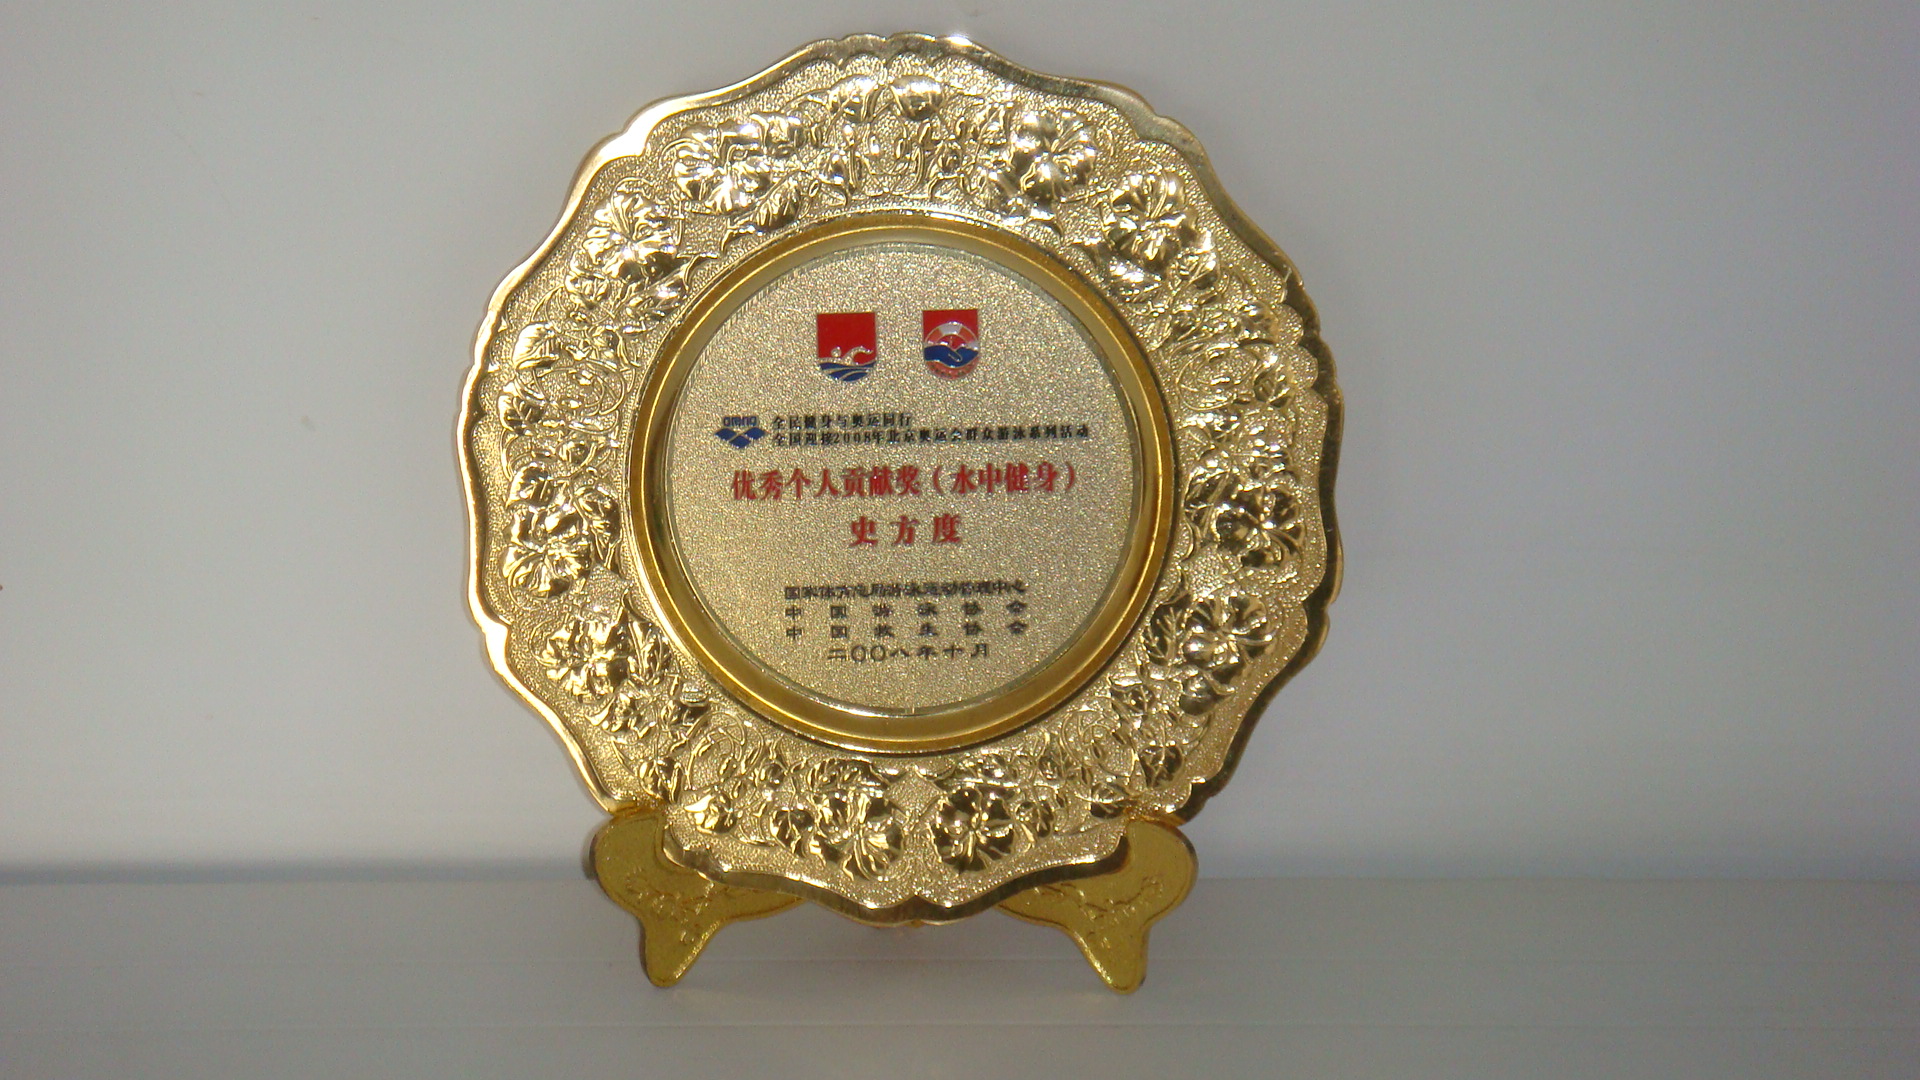 arena
全民健身与奥运同行
全国迎接2008年北京奥运会群众游泳系列活动
优秀个人贡献奖（水中健身）
史方度
国家体育总局游泳运动管理中心
中国游泳协会
中国救生协会
二〇〇八年十月